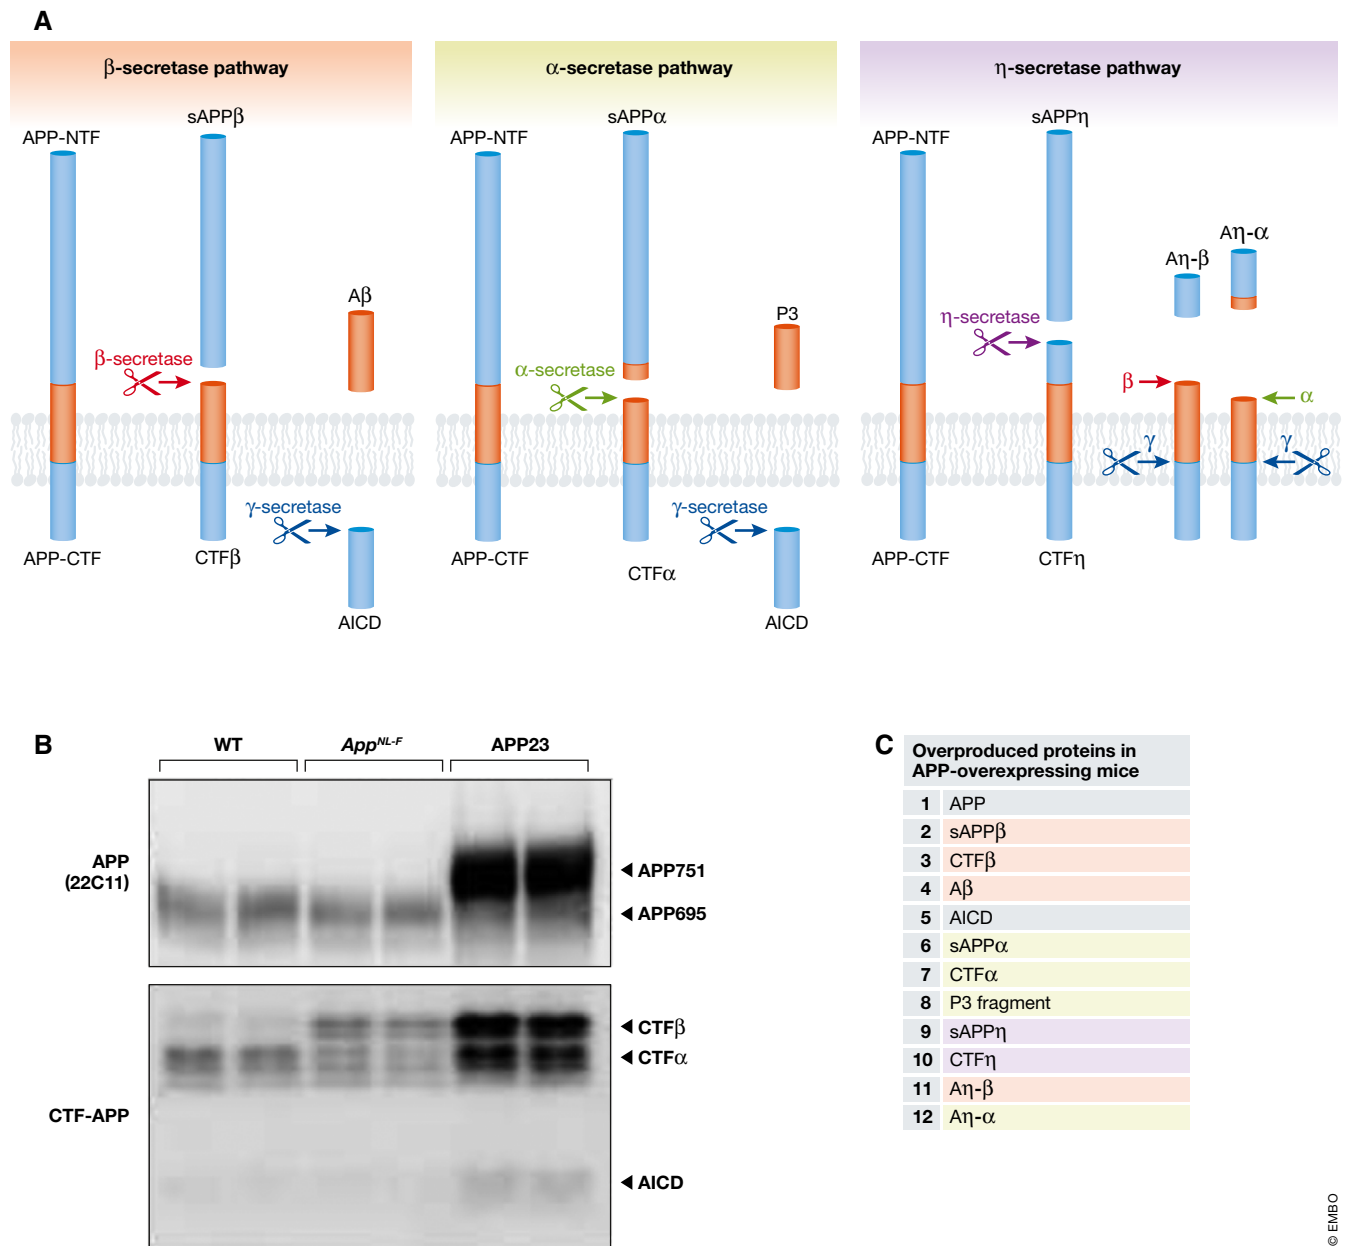 A
β-secretase pathway
APP-NTF
sAPPβ
Aβ
β-secretase
γ-secretase
APP-CTF
CTFβ
AICD
α-secretase pathway
APP-NTF
sAPPα
P3
α-secretase
γ-secretase
APP-CTF
CTFα
AICD
η-secretase pathway
APP-NTF
sAPPη
Aη-β
Aη-α
η-secretase
β
α
γ
γ
APP-CTF
CTFη
B
WT
App^NL-F
APP23
APP
(22C11)
APP751
APP695
CTF-APP
CTFβ
CTFα
AICD
C
Overproduced proteins in
APP-overexpressing mice
1 APP
2 sAPPβ
3 CTFβ
4 Aβ
5 AICD
6 sAPPα
7 CTFα
8 P3 fragment
9 sAPPη
10 CTFη
11 Aη-β
12 Aη-α
© EMBO